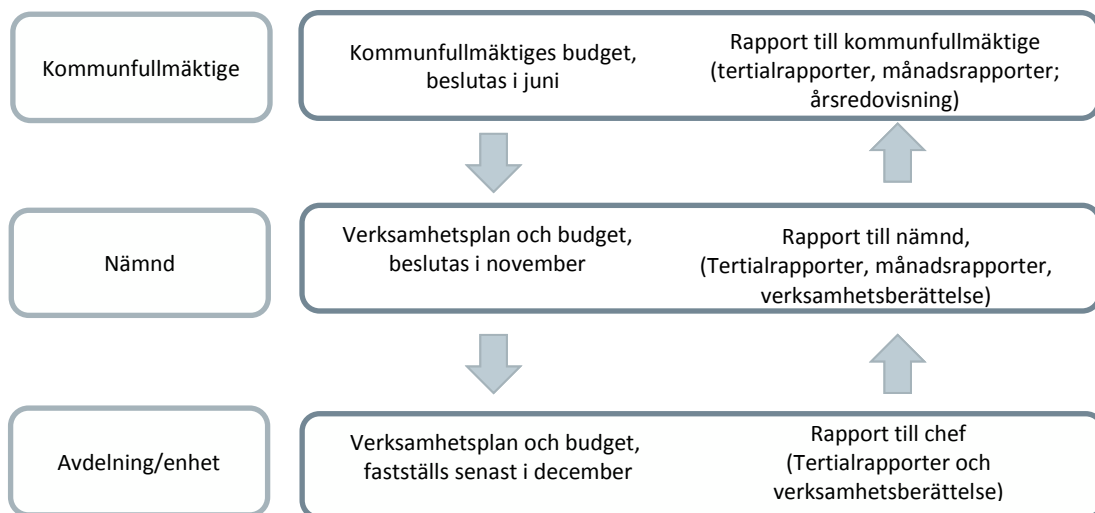 Kommunfullmäktige
Kommunfullmäktiges budget,
beslutas i juni
Rapport till kommunfullmäktige
(tertialrapporter, månadsrapporter;
årsredovisning)
Nämnd
Verksamhetsplan och budget,
beslutas i november
Rapport till nämnd,
(Tertialrapporter, månadsrapporter,
verksamhetsberättelse)
Avdelning/enhet
Verksamhetsplan och budget,
fastställs senast i december
Rapport till chef
(Tertialrapporter och
verksamhetsberättelse)